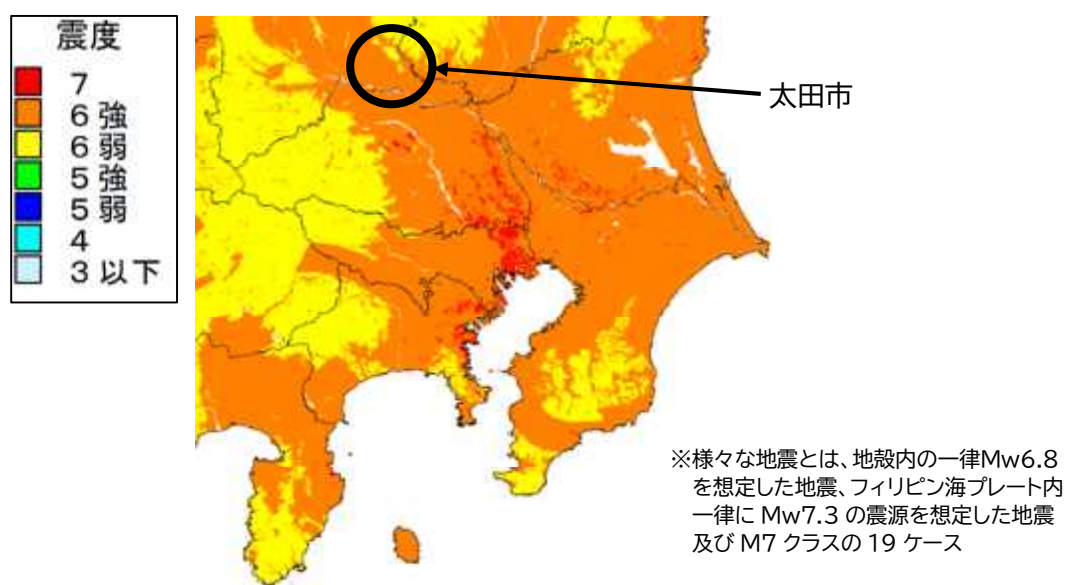 震度
7
6 強
6 弱
5 強
5 弱
4
3 以下
太田市
※様々な地震とは、地殻内の一律Mw6.8
を想定した地震、フィリピン海プレート内
一律に Mw7.3 の震源を想定した地震
及び M7 クラスの 19 ケース